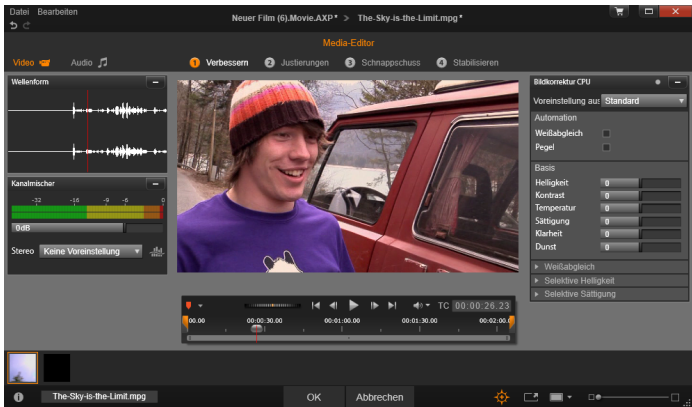 Datei Bearbeiten
Neuer Film (6).Movie.AXP* > The-Sky-is-the-Limit.mpg*
Media-Editor
Video Audio 1 Verbessern 2 Justierungen 3 Schnappschuss 4 Stabilisieren
Wellenform
Kanalmischer
-32 -16 -9 -6 0
0dB
Stereo Keine Voreinstellung
Bildkorrektur CPU
Voreinstellung aus Standard
Automation
Weißabgleich
Pegel
Basis
Helligkeit 0
Kontrast 0
Temperatur 0
Sättigung 0
Klarheit 0
Dunst 0
Weißabgleich
Selektive Helligkeit
Selektive Sättigung
TC 00:00:26.23
00.00 00:00:30.00 00:01:00.00 00:01:30.00 00:02:00.0
The-Sky-is-the-Limit.mpg OK Abbrechen